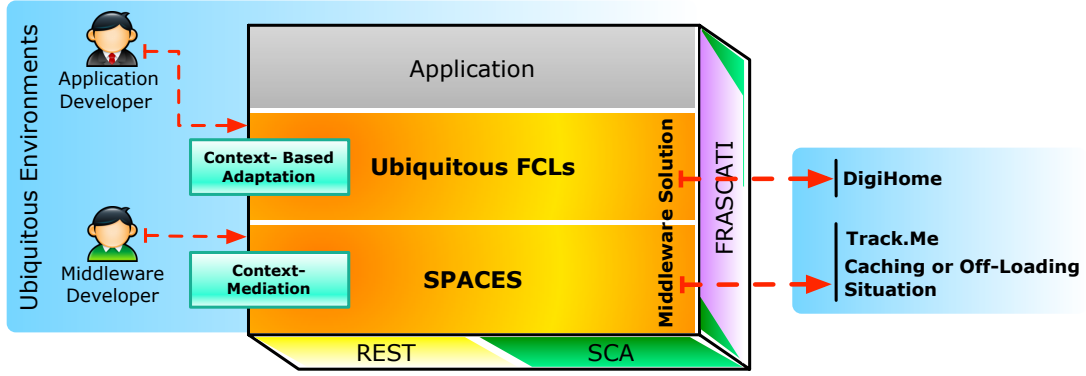 Ubiquitous Environments
Application
Developer
Middleware
Developer
Application
Context- Based
Adaptation
Ubiquitous FCLs
Context-
Mediation
SPACES
Middleware Solution
FRASCATI
REST
SCA
DigiHome
Track.Me
Caching or Off-Loading
Situation